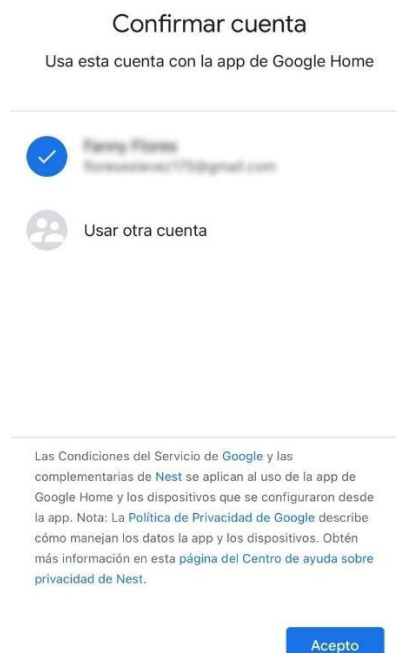 Confirmar cuenta
Usa esta cuenta con la app de Google Home
Usar otra cuenta
Las Condiciones del Servicio de Google y las
complementarias de Nest se aplican al uso de la app de
Google Home y los dispositivos que se configuraron desde
la app. Nota: La Política de Privacidad de Google describe
cómo manejan los datos la app y los dispositivos. Obtén
más información en esta página del Centro de ayuda sobre
privacidad de Nest.
Acepto